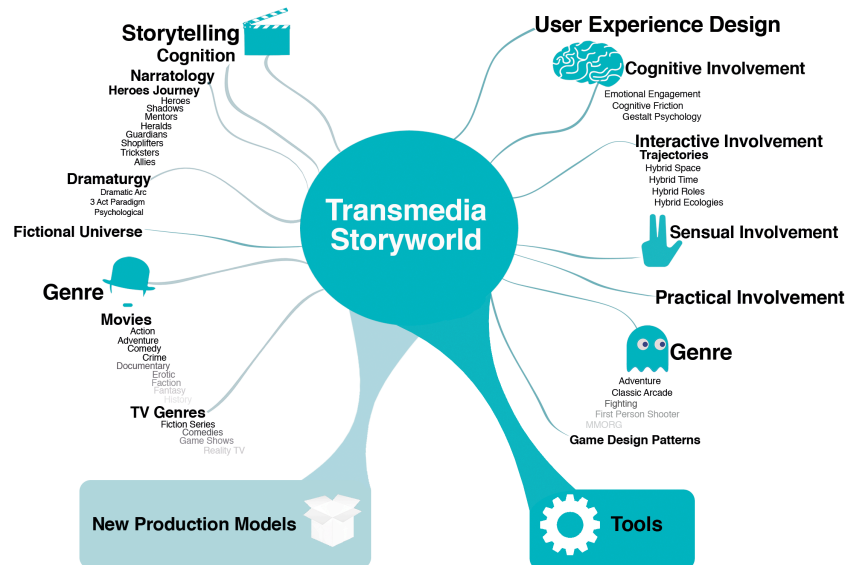 Storytelling
Cognition
Narratology
Heroes Journey
Heroes
Shadows
Mentors
Heralds
Guardians
Shoplifters
Tricksters
Allies
Dramaturgy
Dramatic Arc
3 Act Paradigm
Psychological
Fictional Universe
Genre
Movies
Action
Adventure
Comedy
Crime
Documentary
Erotic
Faction
Fantasy
History
TV Genres
Fiction Series
Comedies
Game Shows
Reality TV
Transmedia
Storyworld
User Experience Design
Cognitive Involvement
Emotional Engagement
Cognitive Friction
Gestalt Psychology
Interactive Involvement
Trajectories
Hybrid Space
Hybrid Time
Hybrid Roles
Hybrid Ecologies
Sensual Involvement
Practical Involvement
Genre
Adventure
Classic Arcade
Fighting
First Person Shooter
MMORG
Game Design Patterns
New Production Models
Tools